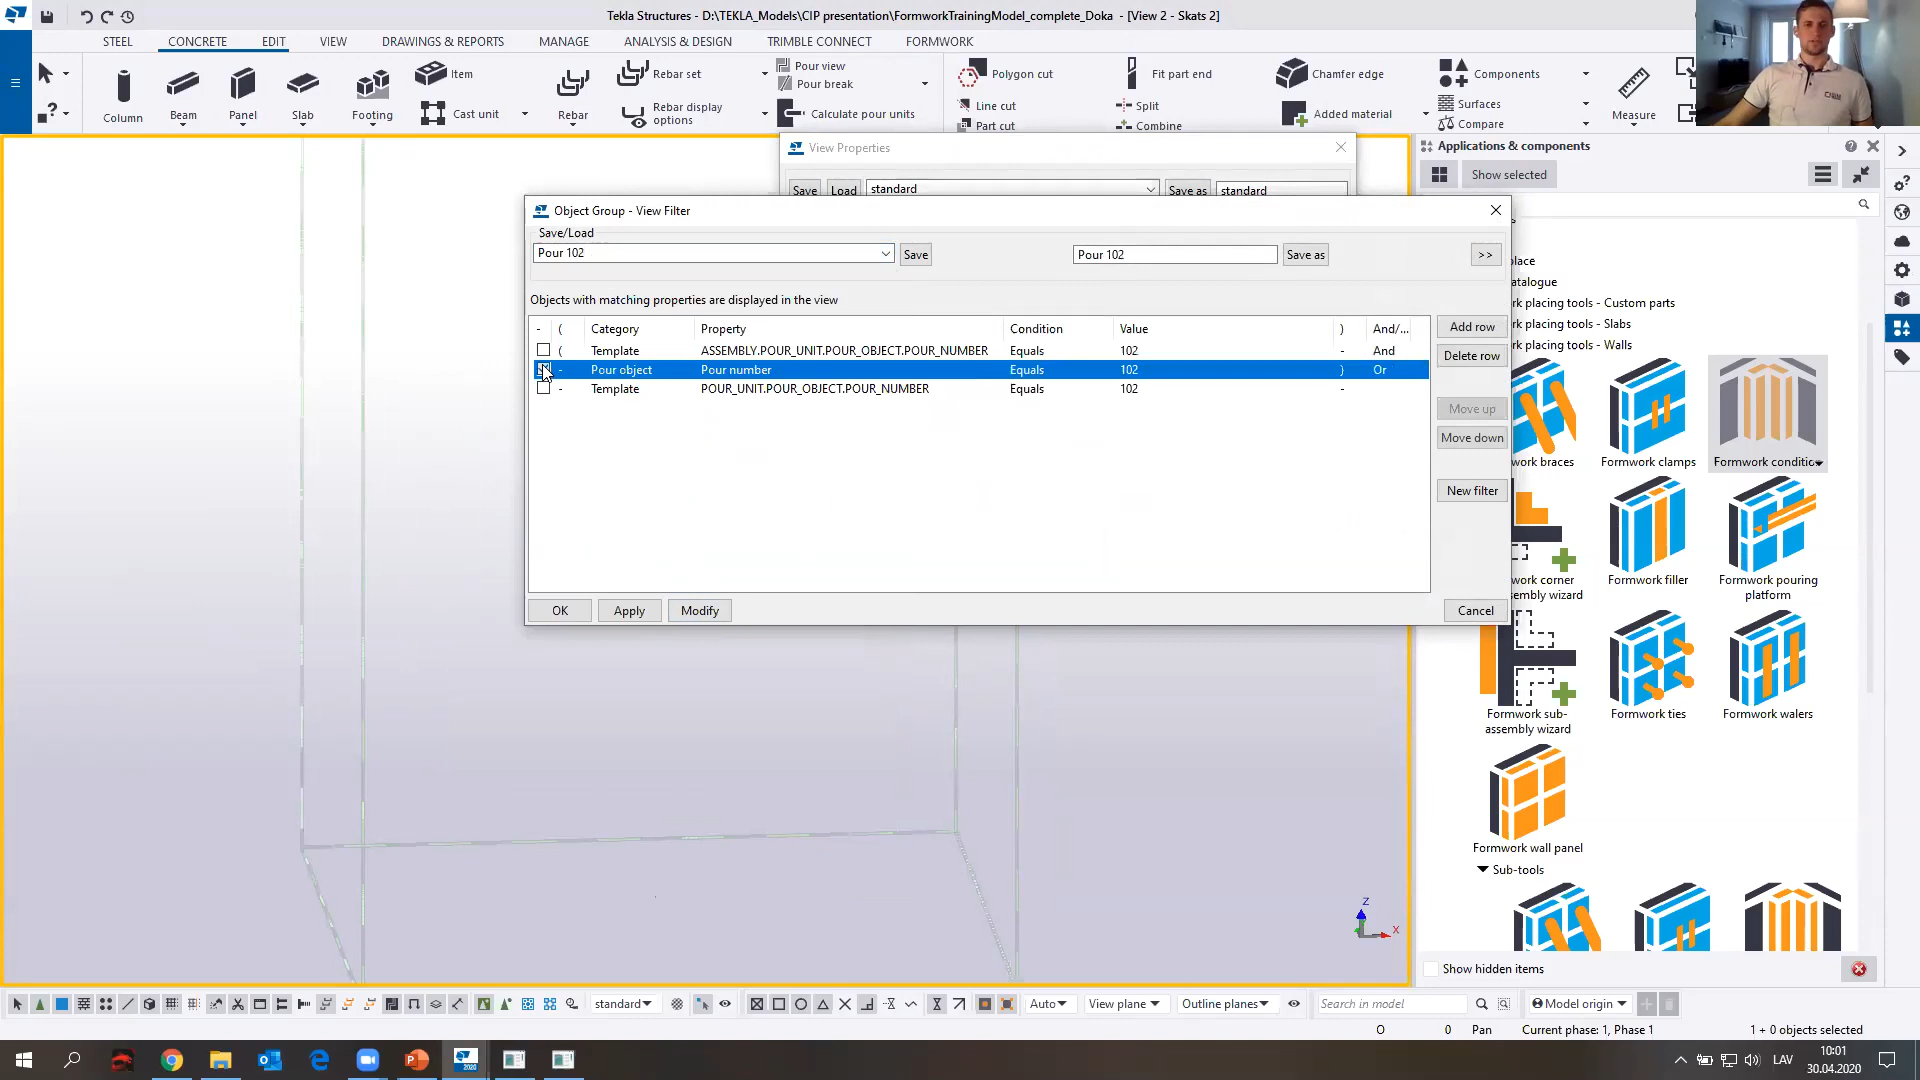 Tekla Structures - D:\TEKLA_Models\CIP presentation\FormworkTrainingModel_complete_Doka - [View 2 - Skats 2]
STEEL CONCRETE EDIT VIEW DRAWINGS & REPORTS MANAGE ANALYSIS & DESIGN TRIMBLE CONNECT FORMWORK
Column
Beam
Panel
Slab
Footing
Item
Cast unit
Rebar
Rebar set
Rebar display
options
Pour view
Pour break
Calculate pour units
Polygon cut
Line cut
Part cut
Fit part end
Split
Combine
Chamfer edge
Added material
Components
Surfaces
Compare
Measure
View Properties
Save Load standard Save as standard
Object Group - View Filter
Save/Load
Pour 102 Save Pour 102 Save as >>
Objects with matching properties are displayed in the view
- ( Category Property Condition Value ) And/...
( Template ASSEMBLY.POUR_UNIT.POUR_OBJECT.POUR_NUMBER Equals 102 - And
- Pour object Pour number Equals 102 ) Or
- Template POUR_UNIT.POUR_OBJECT.POUR_NUMBER Equals 102 -
Add row
Delete row
Move up
Move down
New filter
OK Apply Modify Cancel
Applications & components
Show selected
place
atalogue
work placing tools - Custom parts
work placing tools - Slabs
work placing tools - Walls
work braces
Formwork clamps
Formwork conditic
work corner
embly wizard
Formwork filler
Formwork pouring
platform
Formwork sub-
assembly wizard
Formwork ties
Formwork walers
Formwork wall panel
Sub-tools
Show hidden items
Z
X
standard
Auto
View plane
Outline planes
Search in model
Model origin
O 0 Pan Current phase: 1, Phase 1 1 + 0 objects selected
2020
LAV
10:01
30.04.2020